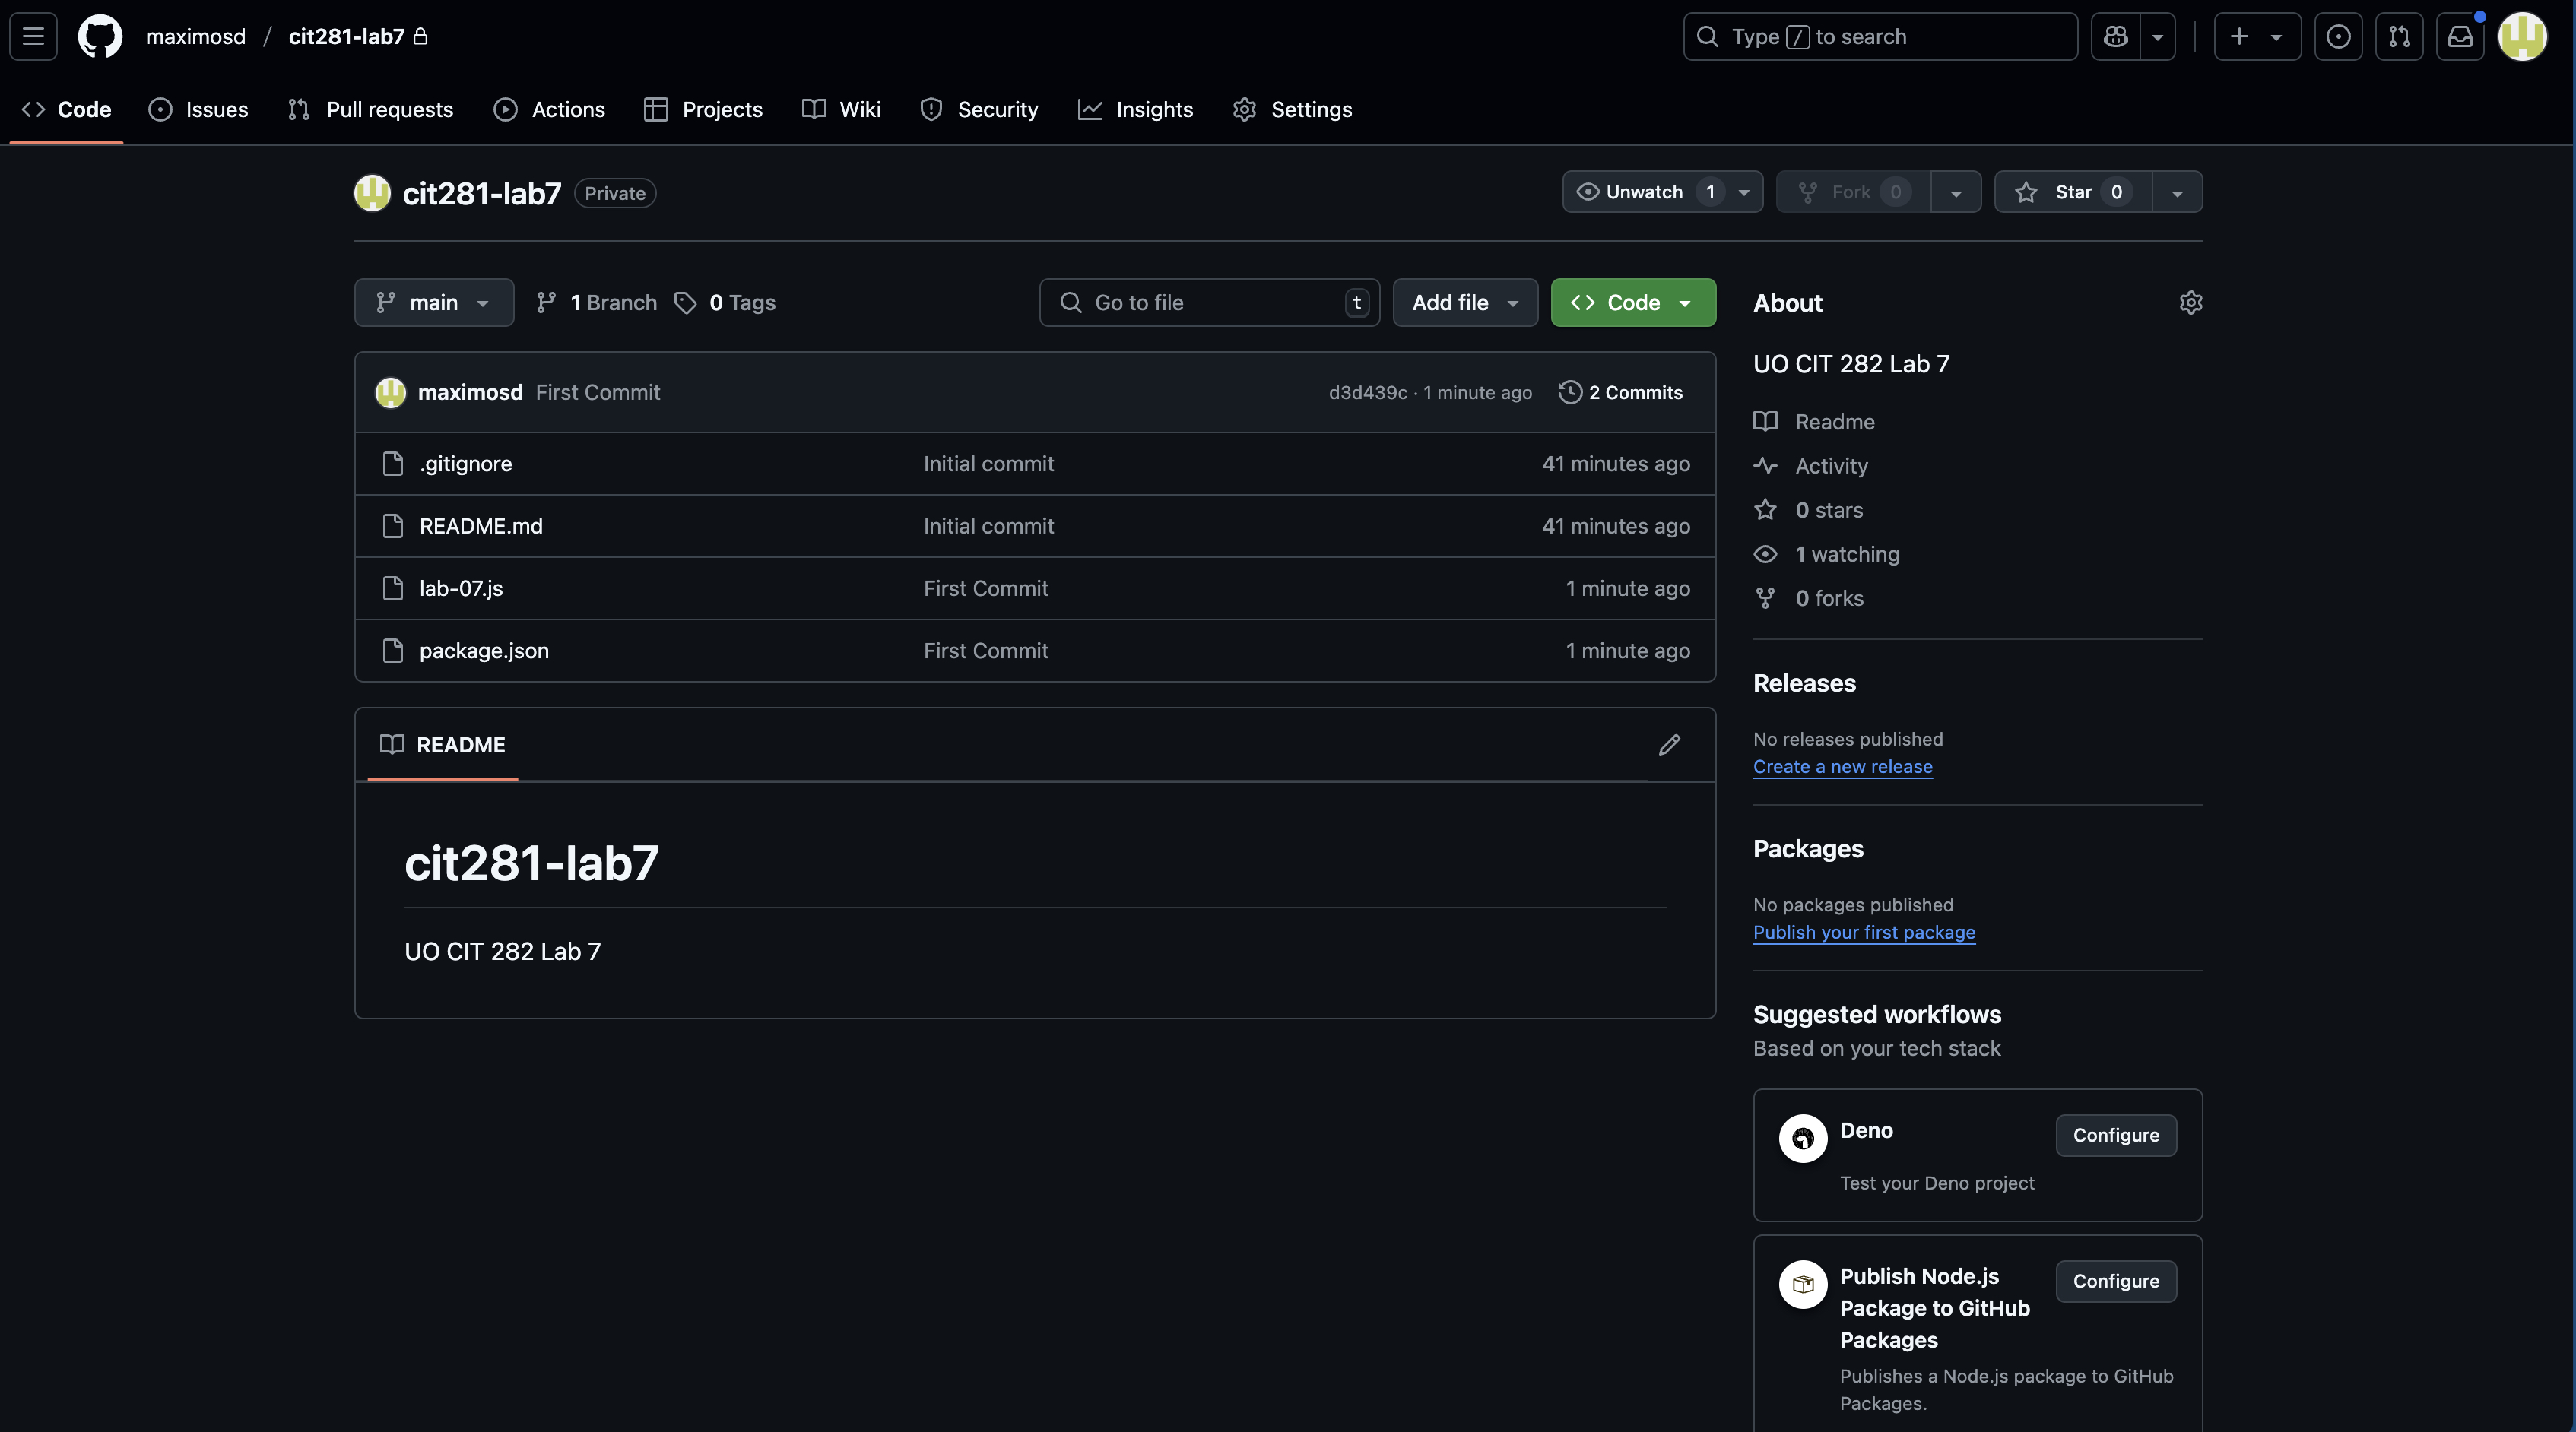 maximosd / cit281-lab7
Type / to search
Code
Issues
Pull requests
Actions
Projects
Wiki
Security
Insights
Settings
cit281-lab7 Private
Unwatch 1
Fork 0
Star 0
main
1 Branch
0 Tags
Go to file t
Add file
Code
maximosd First Commit d3d439c · 1 minute ago 2 Commits
.gitignore Initial commit 41 minutes ago
README.md Initial commit 41 minutes ago
lab-07.js First Commit 1 minute ago
package.json First Commit 1 minute ago
README
cit281-lab7
UO CIT 282 Lab 7
About
UO CIT 282 Lab 7
Readme
Activity
0 stars
1 watching
0 forks
Releases
No releases published
Create a new release
Packages
No packages published
Publish your first package
Suggested workflows
Based on your tech stack
Deno
Configure
Test your Deno project
Publish Node.js
Package to GitHub
Packages
Configure
Publishes a Node.js package to GitHub
Packages.